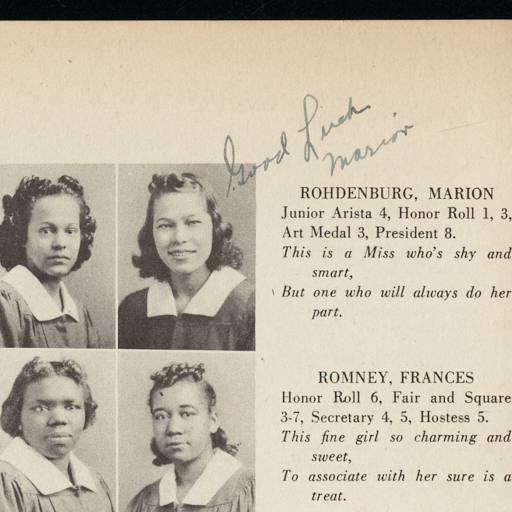 Good Luck
Marion
ROHDENBURG, MARION
Junior Arista 4, Honor Roll 1, 3,
Art Medal 3, President 8.
This is a Miss who's shy and
smart,
But one who will always do her
part.
ROMNEY, FRANCES
Honor Roll 6, Fair and Square
3-7, Secretary 4, 5, Hostess 5.
This fine girl so charming and
sweet,
To associate with her sure is a
treat.